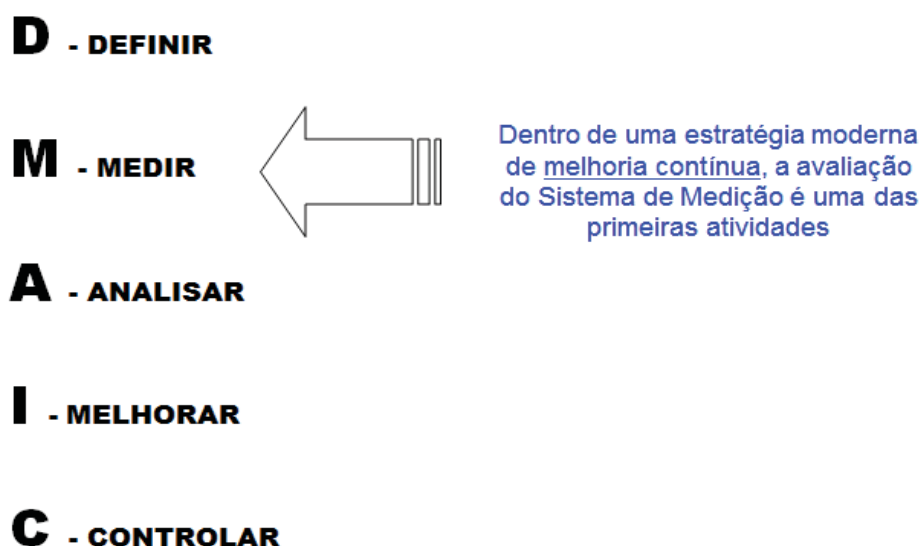 D - DEFINIR
M - MEDIR
Dentro de uma estratégia moderna
de melhoria contínua, a avaliação
do Sistema de Medição é uma das
primeiras atividades
A - ANALISAR
I - MELHORAR
C - CONTROLAR